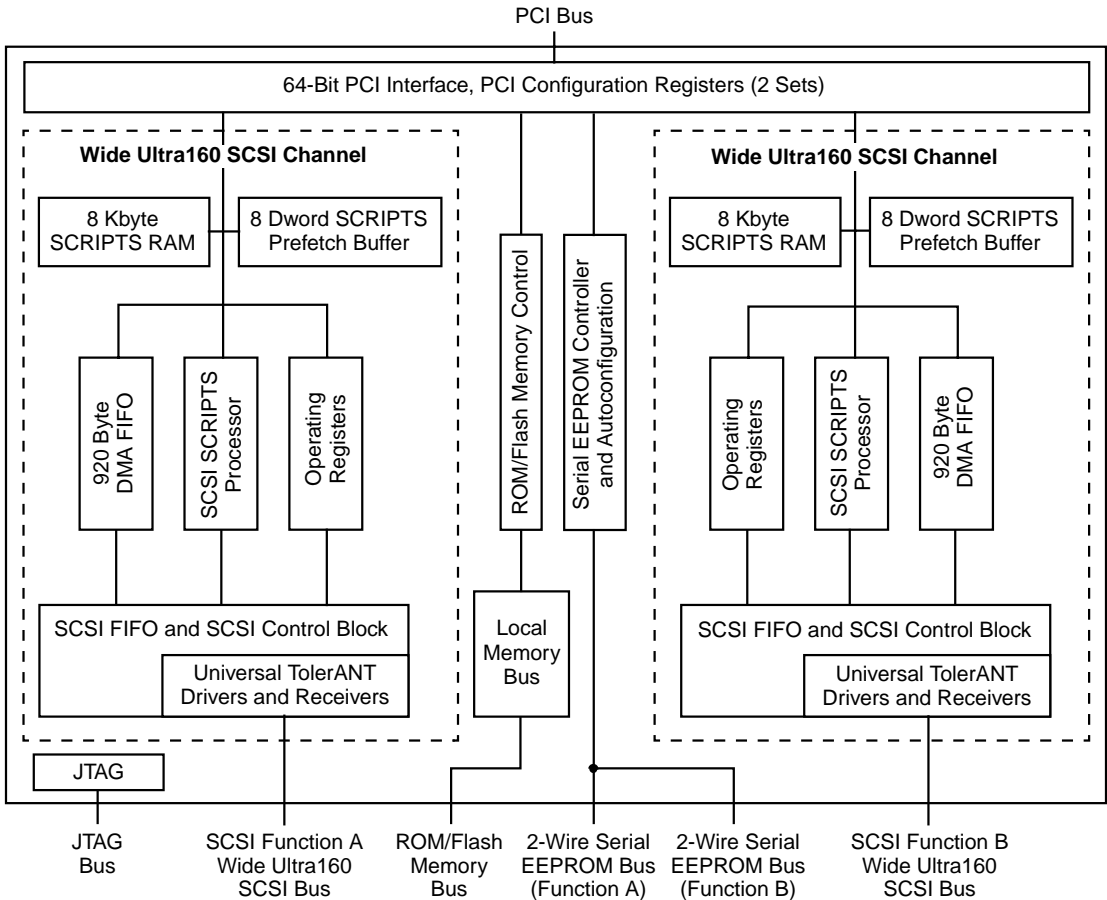 PCI Bus
64-Bit PCI Interface, PCI Configuration Registers (2 Sets)
Wide Ultra160 SCSI Channel
8 Kbyte
SCRIPTS RAM
8 Dword SCRIPTS
Prefetch Buffer
920 Byte
DMA FIFO
SCSI SCRIPTS
Processor
Operating
Registers
SCSI FIFO and SCSI Control Block
Universal TolerANT
Drivers and Receivers
ROM/Flash Memory Control
Serial EEPROM Controller
and Autoconfiguration
Local
Memory
Bus
Wide Ultra160 SCSI Channel
8 Kbyte
SCRIPTS RAM
8 Dword SCRIPTS
Prefetch Buffer
Operating
Registers
SCSI SCRIPTS
Processor
920 Byte
DMA FIFO
SCSI FIFO and SCSI Control Block
Universal TolerANT
Drivers and Receivers
JTAG
JTAG
Bus
SCSI Function A
Wide Ultra160
SCSI Bus
ROM/Flash
Memory
Bus
2-Wire Serial
EEPROM Bus
(Function A)
2-Wire Serial
EEPROM Bus
(Function B)
SCSI Function B
Wide Ultra160
SCSI Bus